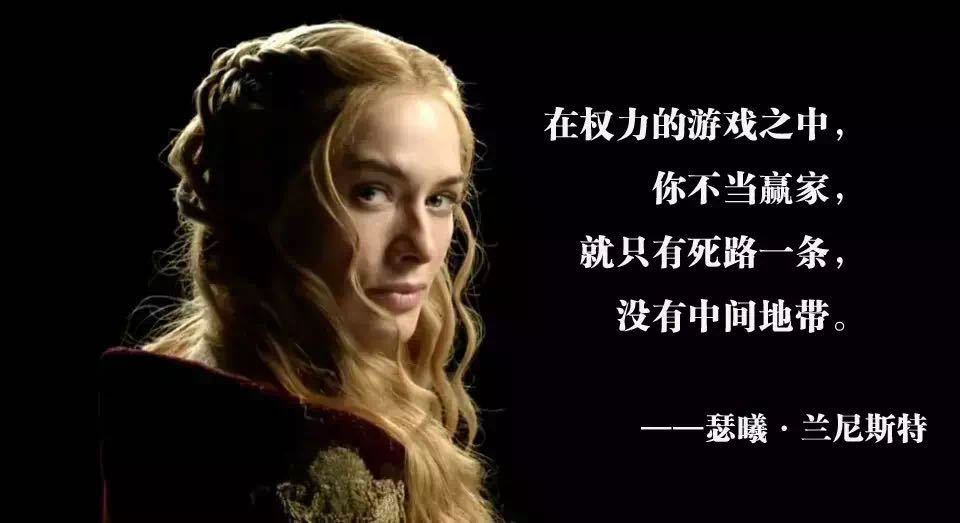 在权力的游戏之中，
你不当赢家，
就只有死路一条，
没有中间地带。
——瑟曦·兰尼斯特